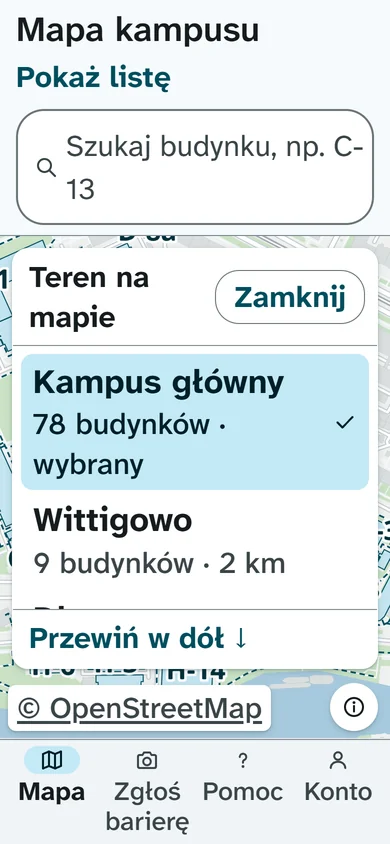 Mapa kampusu
Pokaż listę
Szukaj budynku, np. C-
13
Teren na
mapie
Zamknij
Kampus główny
78 budynków ·
wybrany
Wittigowo
9 budynków · 2 km
Przewiń w dół ↓
H-14
© OpenStreetMap
Mapa
Zgłoś
barierę
Pomoc
Konto